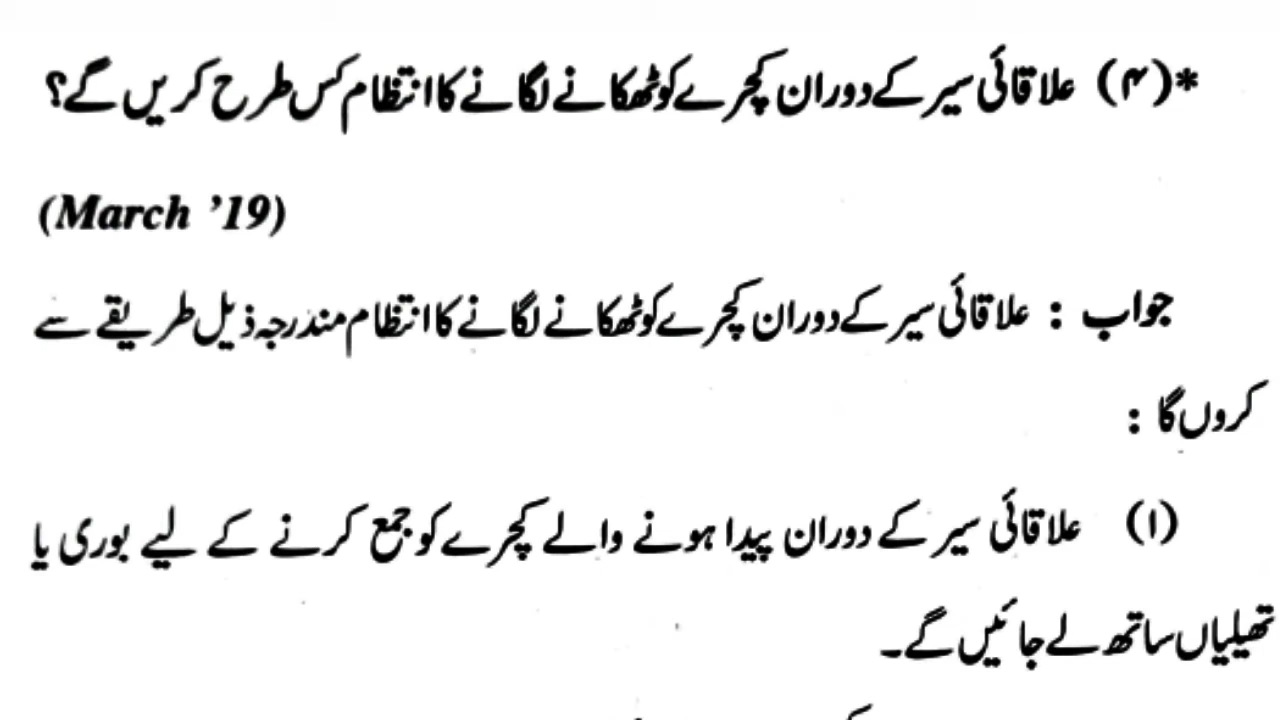 *(۴) علاقائی سیر کے دوران کچرے کو ٹھکانے لگانے کا انتظام کس طرح کریں گے؟
(March ’19)
جواب : علاقائی سیر کے دوران کچرے کو ٹھکانے لگانے کا انتظام مندرجہ ذیل طریقے سے
کروں گا :
(۱) علاقائی سیر کے دوران پیدا ہونے والے کچرے کو جمع کرنے کے لیے بوری یا
تھیلیاں ساتھ لے جائیں گے۔